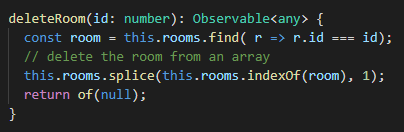 deleteRoom(id: number): Observable<any> {
  const room = this.rooms.find( r => r.id === id);
  // delete the room from an array
  this.rooms.splice(this.rooms.indexOf(room), 1);
  return of(null);
}